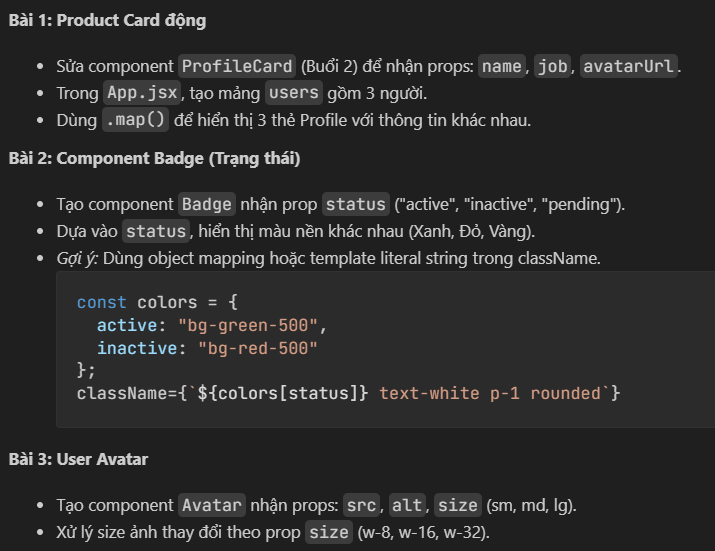 Bài 1: Product Card động
• Sửa component ProfileCard (Buổi 2) để nhận props: name, job, avatarUrl.
• Trong App.jsx, tạo mảng users gồm 3 người.
• Dùng .map() để hiển thị 3 thẻ Profile với thông tin khác nhau.
Bài 2: Component Badge (Trạng thái)
• Tạo component Badge nhận prop status ("active", "inactive", "pending").
• Dựa vào status, hiển thị màu nền khác nhau (Xanh, Đỏ, Vàng).
• Gợi ý: Dùng object mapping hoặc template literal string trong className.
const colors = {
  active: "bg-green-500",
  inactive: "bg-red-500"
};
className={`${colors[status]} text-white p-1 rounded`}
Bài 3: User Avatar
• Tạo component Avatar nhận props: src, alt, size (sm, md, lg).
• Xử lý size ảnh thay đổi theo prop size (w-8, w-16, w-32).